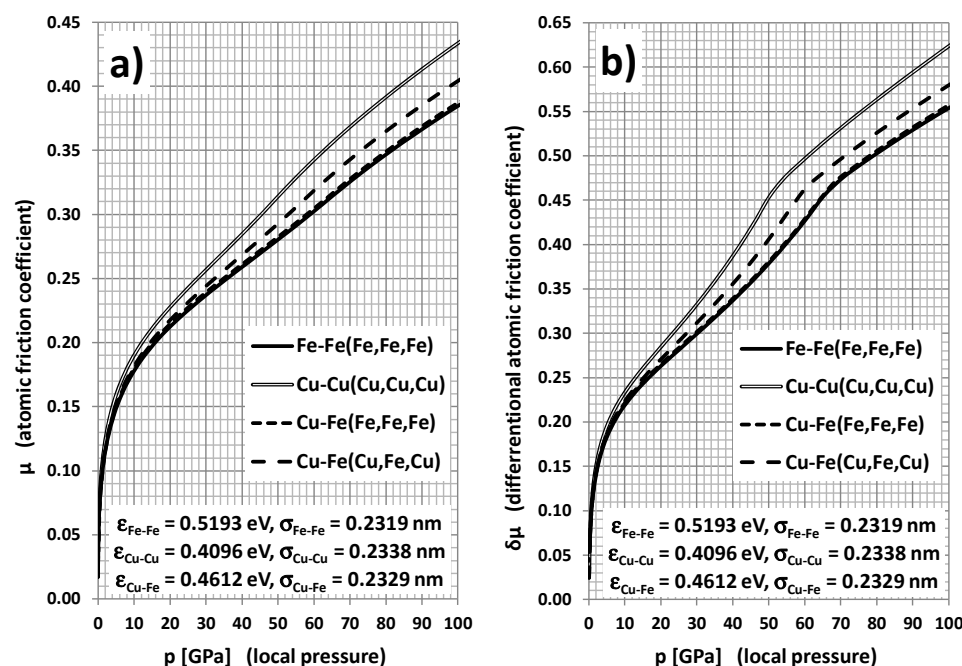 a)
0.45
0.40
0.35
0.30
0.25
0.20
0.15
0.10
0.05
0.00
μ (atomic friction coefficient)
Fe-Fe(Fe,Fe,Fe)
Cu-Cu(Cu,Cu,Cu)
Cu-Fe(Fe,Fe,Fe)
Cu-Fe(Cu,Fe,Cu)
εFe-Fe = 0.5193 eV, σFe-Fe = 0.2319 nm
εCu-Cu = 0.4096 eV, σCu-Cu = 0.2338 nm
εCu-Fe = 0.4612 eV, σCu-Fe = 0.2329 nm
0 10 20 30 40 50 60 70 80 90 100
p [GPa] (local pressure)
b)
0.65
0.60
0.55
0.50
0.45
0.40
0.35
0.30
0.25
0.20
0.15
0.10
0.05
0.00
δμ (differrentional atomic friction coefficient)
Fe-Fe(Fe,Fe,Fe)
Cu-Cu(Cu,Cu,Cu)
Cu-Fe(Fe,Fe,Fe)
Cu-Fe(Cu,Fe,Cu)
εFe-Fe = 0.5193 eV, σFe-Fe = 0.2319 nm
εCu-Cu = 0.4096 eV, σCu-Cu = 0.2338 nm
εCu-Fe = 0.4612 eV, σCu-Fe = 0.2329 nm
0 10 20 30 40 50 60 70 80 90 100
p [GPa] (local pressure)